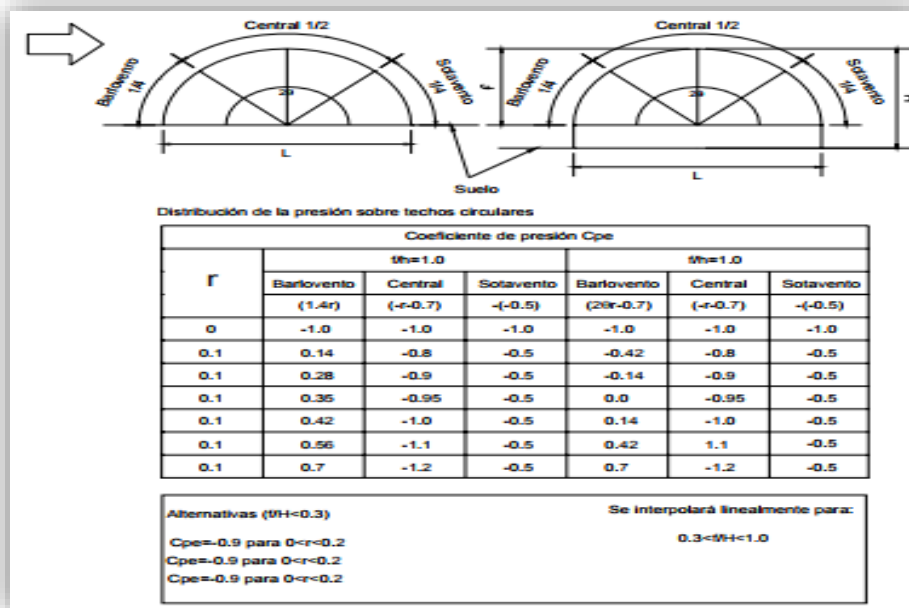 Central 1/2
Central 1/2
Barlovento
1/4
Sotavento
1/4
f
Barlovento
1/4
Sotavento
1/4
L
L
Suelo
Distribución de la presión sobre techos circulares
Coeficiente de presión Cpe
r
f/h=1.0
f/h=1.0
Barlovento Central Sotavento Barlovento Central Sotavento
(1.4r) (-r-0.7) -(-0.5) (20r-0.7) (-r-0.7) -(-0.5)
0 -1.0 -1.0 -1.0 -1.0 -1.0 -1.0
0.1 0.14 -0.8 -0.5 -0.42 -0.8 -0.5
0.1 0.28 -0.9 -0.5 -0.14 -0.9 -0.5
0.1 0.35 -0.95 -0.5 0.0 -0.95 -0.5
0.1 0.42 -1.0 -0.5 0.14 -1.0 -0.5
0.1 0.56 -1.1 -0.5 0.42 1.1 -0.5
0.1 0.7 -1.2 -0.5 0.7 -1.2 -0.5
Alternativas (f/H<0.3)
Cpe=-0.9 para 0<r<0.2
Cpe=-0.9 para 0<r<0.2
Cpe=-0.9 para 0<r<0.2
Se interpolará linealmente para:
0.3<f/H<1.0